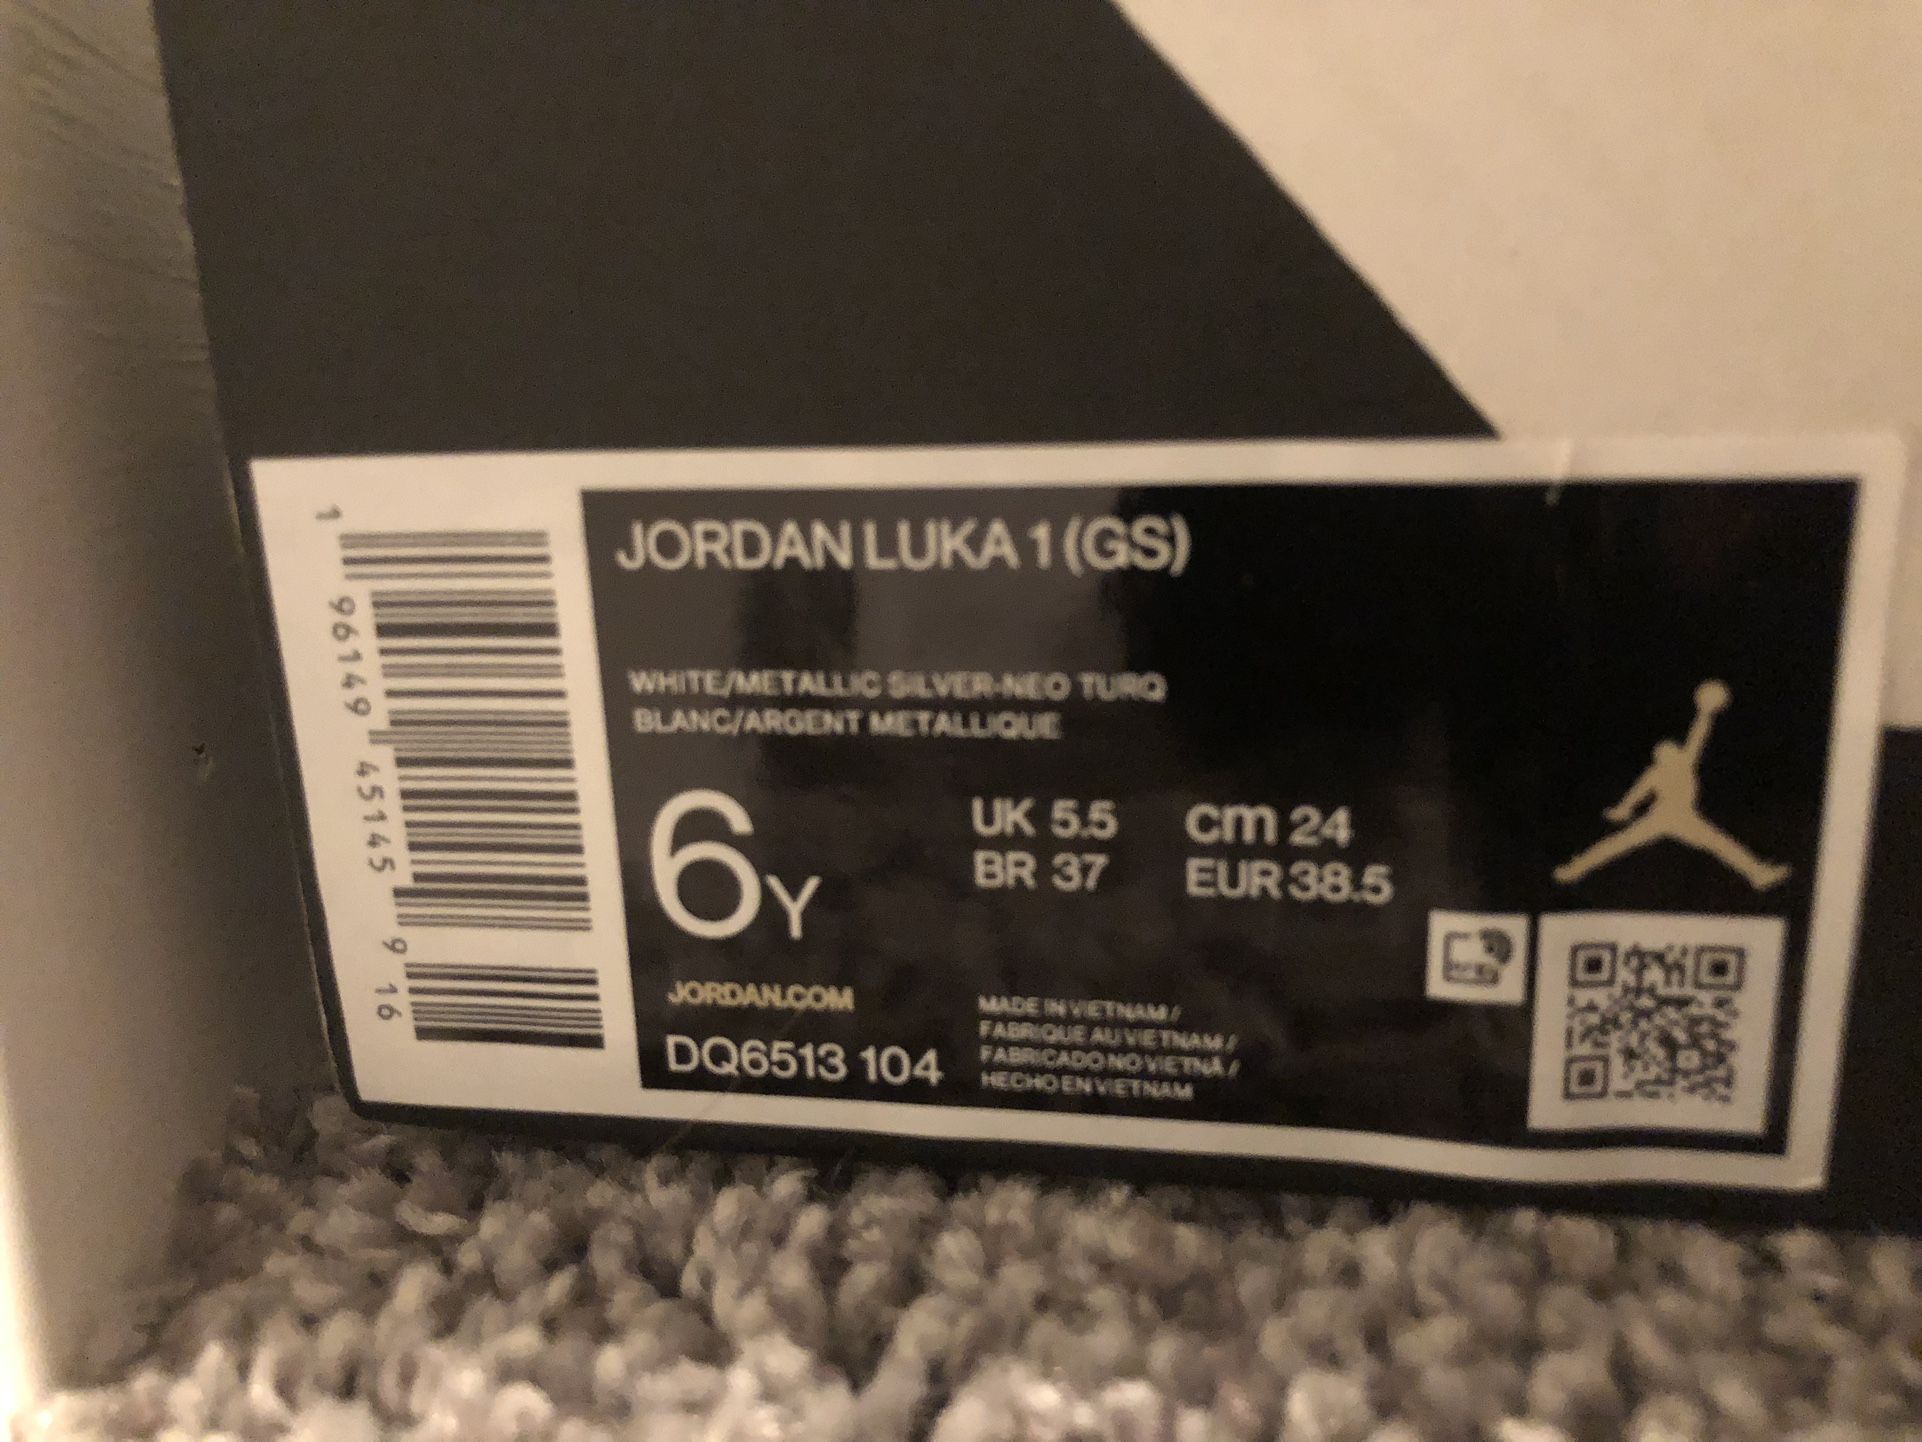 JORDAN LUKA 1 (GS)
WHITE/METALLIC SILVER-NEO TURQ
BLANC/ARGENT METALLIQUE
6Y
UK 5.5 cm 24
BR 37 EUR 38.5
JORDAN.COM
DQ6513 104
MADE IN VIETNAM /
FABRIQUE AU VIETNAM /
FABRICADO NO VIETNÃ /
HECHO EN VIETNAM
1 96149 45145 9 16